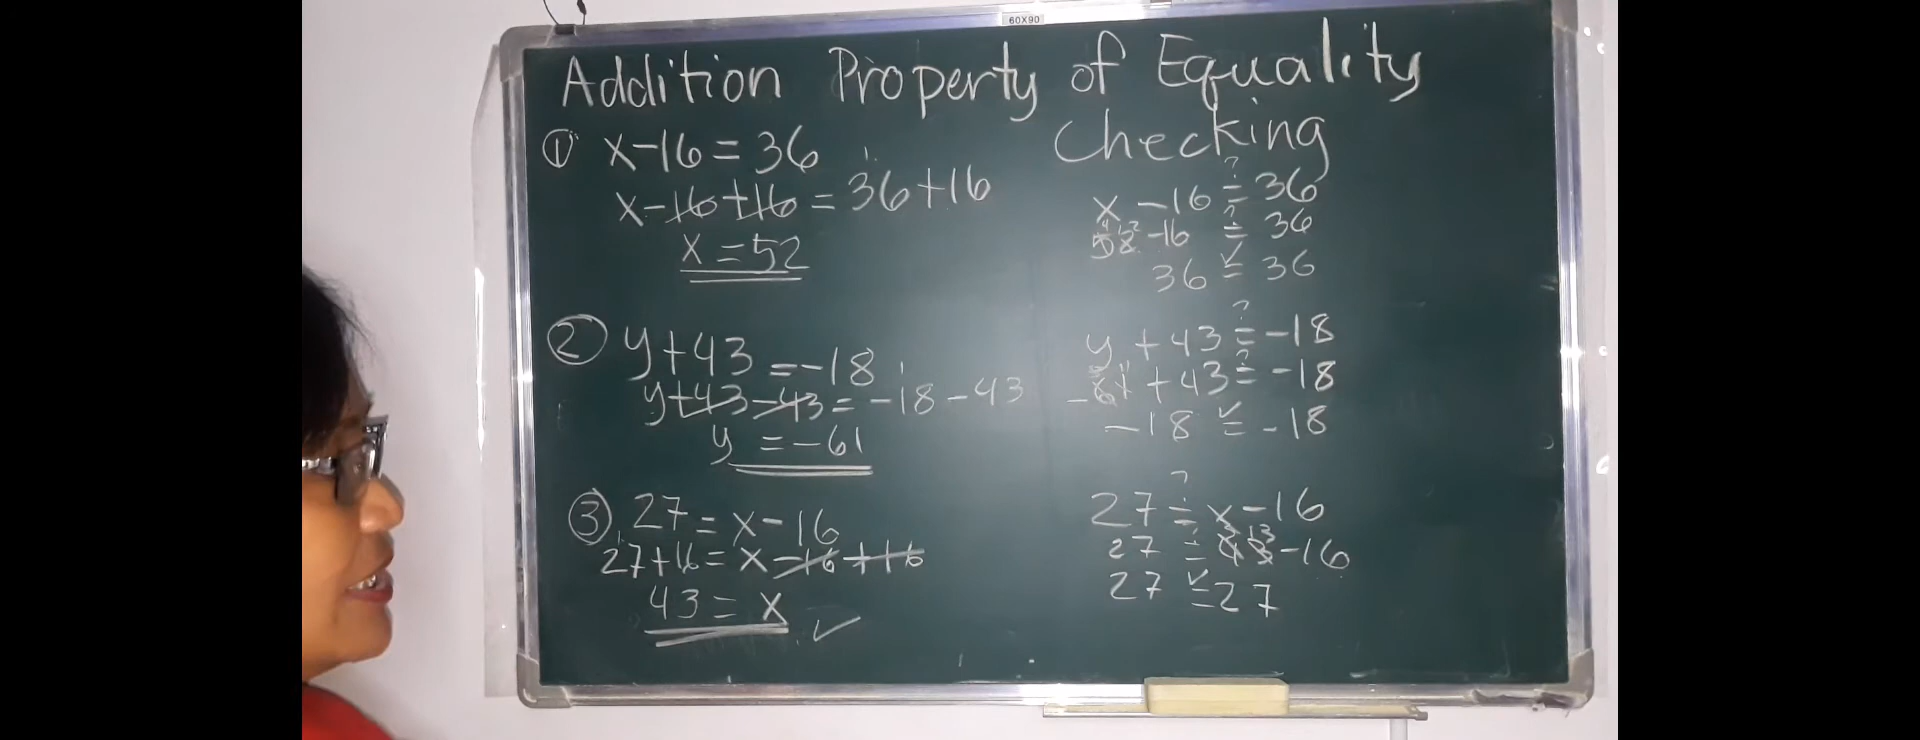 60X90
Addition Property of Equality
① x-16=36
x-16+16=36+16
x=52
② y+43=-18
y+43-43=-18-43
y=-61
③ 27=x-16
27+16=x-16+16
43=x ✓
Checking
x-16 ≟ 36
52-16 ≟ 36
36 = 36 ✓
y+43 ≟ -18
-61+43 ≟ -18
-18 = -18 ✓
27 ≟ x-16
27 ≟ 43-16
27 = 27 ✓